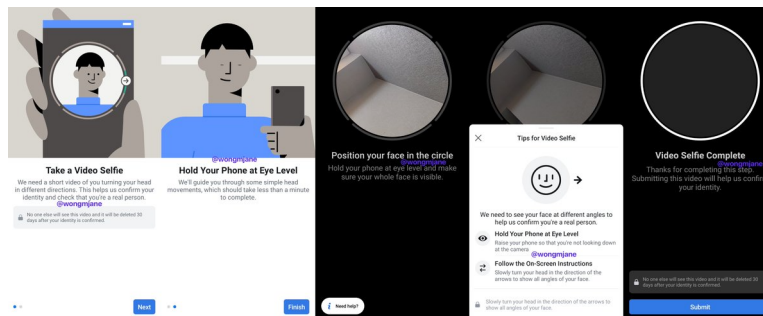 @wongmjane
Take a Video Selfie
We need a short video of you turning your head
in different directions. This helps us confirm your
identity and check that you're a real person.
@wongmjane
No one else will see this video and it will be deleted 30
days after your identity is confirmed.
Next
@wongmjane
Hold Your Phone at Eye Level
We'll guide you through some simple head
movements, which should take less than a minute
to complete.
Finish
Position your face in the circle
@wongmjane
Hold your phone at eye level and make
sure your whole face is visible.
Need help?
Tips for Video Selfie
We need to see your face at different angles to
help us confirm you're a real person.
Hold Your Phone at Eye Level
Raise your phone so that you're not looking down
at the camera
@wongmjane
Follow the On-Screen Instructions
Slowly turn your head in the direction of the
arrows to show all angles of your face.
Slowly turn your head in the direction of the arrows to
show all angles of your face.
Video Selfie Complete
@wongmjane
Thanks for completing this step.
Submitting this video will help us confirm
your identity.
No one else will see this video and it will be deleted 30
days after your identity is confirmed.
Submit